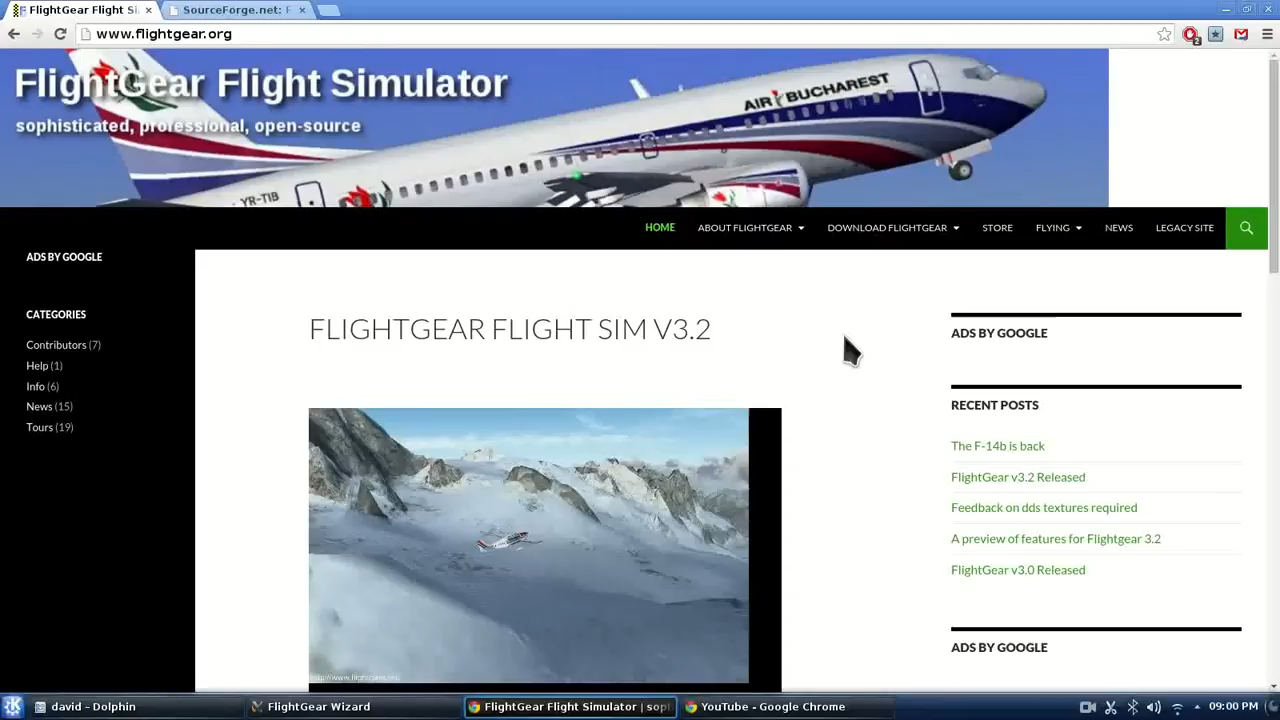 FlightGear Flight Si
SourceForge.net: F
www.flightgear.org
2
FlightGear Flight Simulator
sophisticated, professional, open-source
AIR BUCHAREST
YR-TIB
HOME
ABOUT FLIGHTGEAR
DOWNLOAD FLIGHTGEAR
STORE
FLYING
NEWS
LEGACY SITE
ADS BY GOOGLE
CATEGORIES
Contributors (7)
Help (1)
Info (6)
News (15)
Tours (19)
FLIGHTGEAR FLIGHT SIM V3.2
ADS BY GOOGLE
RECENT POSTS
The F-14b is back
FlightGear v3.2 Released
Feedback on dds textures required
A preview of features for Flightgear 3.2
FlightGear v3.0 Released
ADS BY GOOGLE
david – Dolphin
FlightGear Wizard
FlightGear Flight Simulator | sopl
YouTube - Google Chrome
09:00 PM